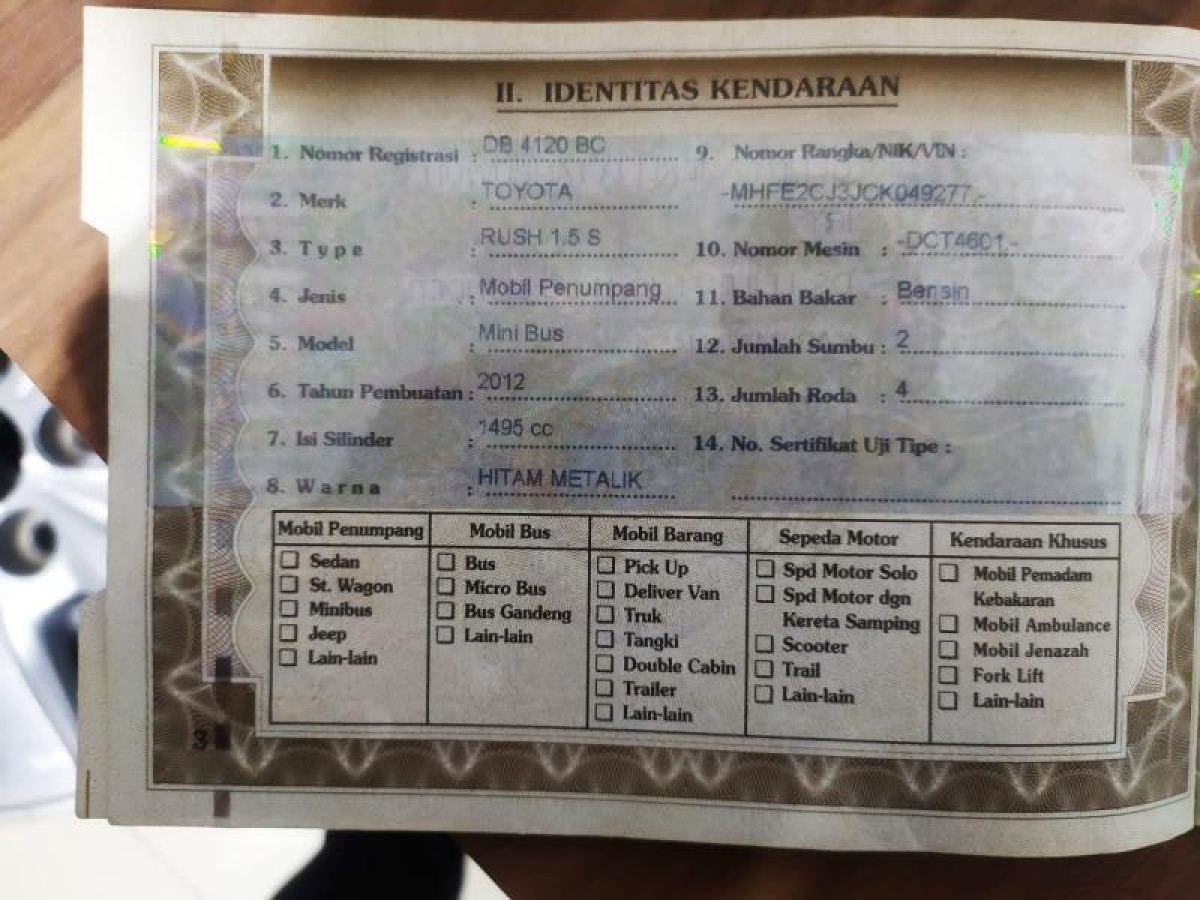 II. IDENTITAS KENDARAAN
1. Nomor Registrasi : DB 4120 BC
2. Merk : TOYOTA
3. Type : RUSH 1.5 S
4. Jenis : Mobil Penumpang
5. Model : Mini Bus
6. Tahun Pembuatan : 2012
7. Isi Silinder : 1495 cc
8. Warna : HITAM METALIK
9. Nomor Rangka/NIK/VIN :
-MHFE2CJ3JCK049277.-
10. Nomor Mesin : -DCT4601.-
11. Bahan Bakar : Bensin
12. Jumlah Sumbu : 2
13. Jumlah Roda : 4
14. No. Sertifikat Uji Tipe :
Mobil Penumpang
☐ Sedan
☐ St. Wagon
☐ Minibus
☐ Jeep
☐ Lain-lain
Mobil Bus
☐ Bus
☐ Micro Bus
☐ Bus Gandeng
☐ Lain-lain
Mobil Barang
☐ Pick Up
☐ Deliver Van
☐ Truk
☐ Tangki
☐ Double Cabin
☐ Trailer
☐ Lain-lain
Sepeda Motor
☐ Spd Motor Solo
☐ Spd Motor dgn
Kereta Samping
☐ Scooter
☐ Trail
☐ Lain-lain
Kendaraan Khusus
☐ Mobil Pemadam
Kebakaran
☐ Mobil Ambulance
☐ Mobil Jenazah
☐ Fork Lift
☐ Lain-lain
3